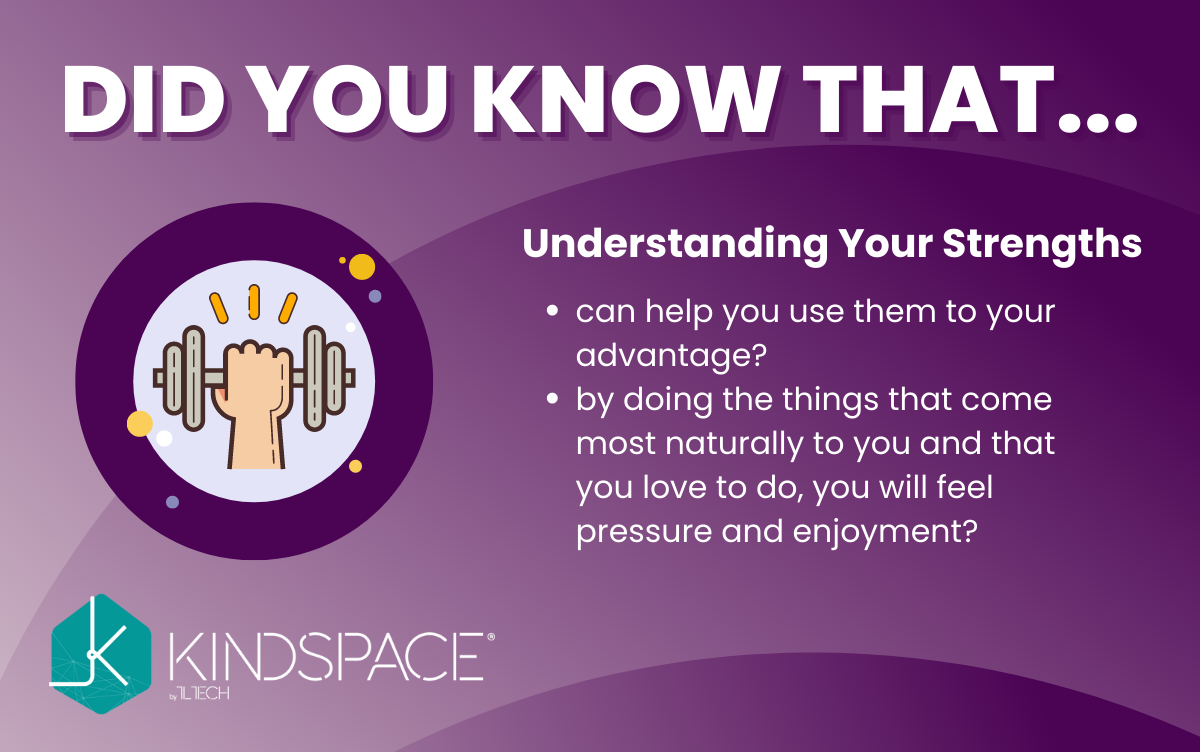 DID YOU KNOW THAT...
Understanding Your Strengths
• can help you use them to your
advantage?
• by doing the things that come
most naturally to you and that
you love to do, you will feel
pressure and enjoyment?
KINDSPACE®
by TLTECH